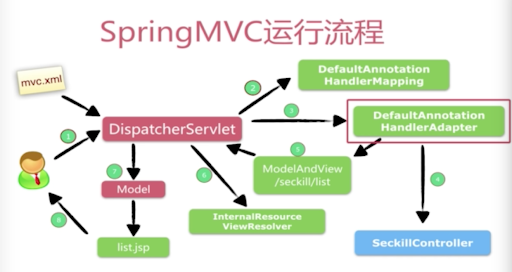 SpringMVC运行流程
mvc.xml
2
DefaultAnnotation
HandlerMapping
1
DispatcherServlet
3
DefaultAnnotation
HandlerAdapter
5
7
6
ModelAndView
/seckill/list
4
Model
8
InternalResource
ViewResolver
list.jsp
SeckillController